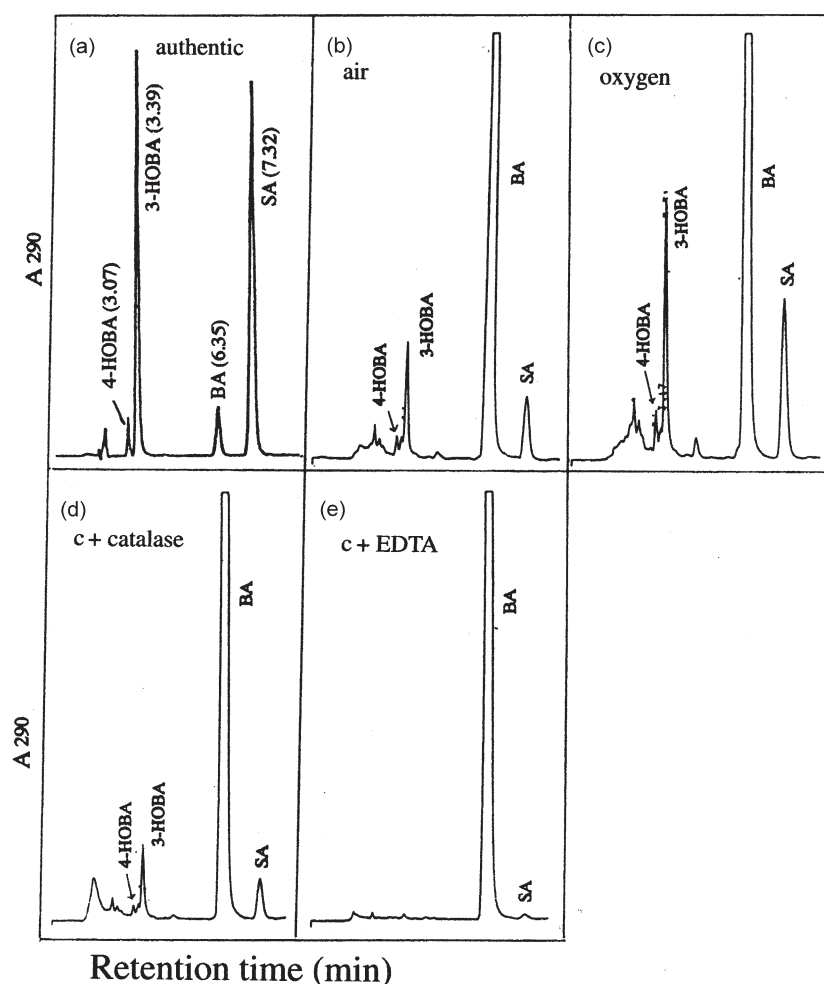 (a) authentic
4-HOBA (3.07)
3-HOBA (3.39)
BA (6.35)
SA (7.32)
(b)
air
4-HOBA
3-HOBA
BA
SA
(c)
oxygen
4-HOBA
3-HOBA
BA
SA
A 290
(d)
c + catalase
4-HOBA
3-HOBA
BA
SA
(e)
c + EDTA
BA
SA
A 290
Retention time (min)